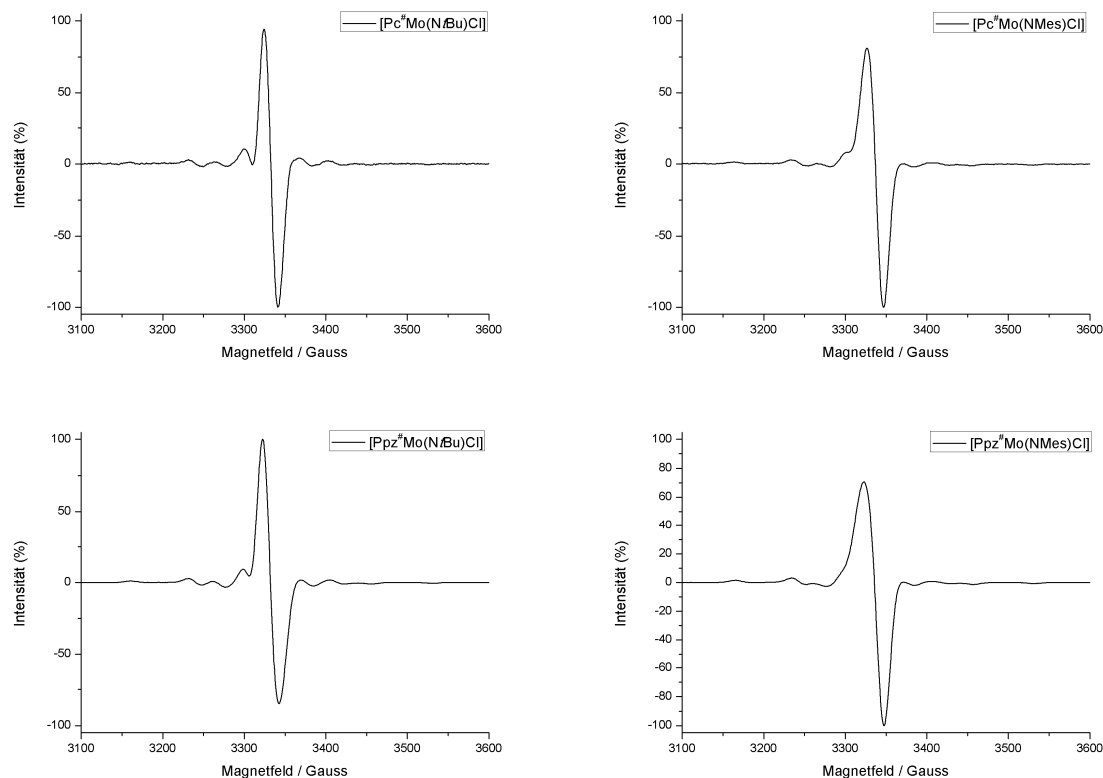 [Pc#Mo(NtBu)Cl]
100
50
0
-50
-100
Intensität (%)
3100 3200 3300 3400 3500 3600
Magnetfeld / Gauss
[Pc#Mo(NMes)Cl]
100
50
0
-50
-100
Intensität (%)
3100 3200 3300 3400 3500 3600
Magnetfeld / Gauss
[Ppz#Mo(NtBu)Cl]
100
50
0
-50
-100
Intensität (%)
3100 3200 3300 3400 3500 3600
Magnetfeld / Gauss
[Ppz#Mo(NMes)Cl]
100
80
60
40
20
0
-20
-40
-60
-80
-100
Intensität (%)
3100 3200 3300 3400 3500 3600
Magnetfeld / Gauss